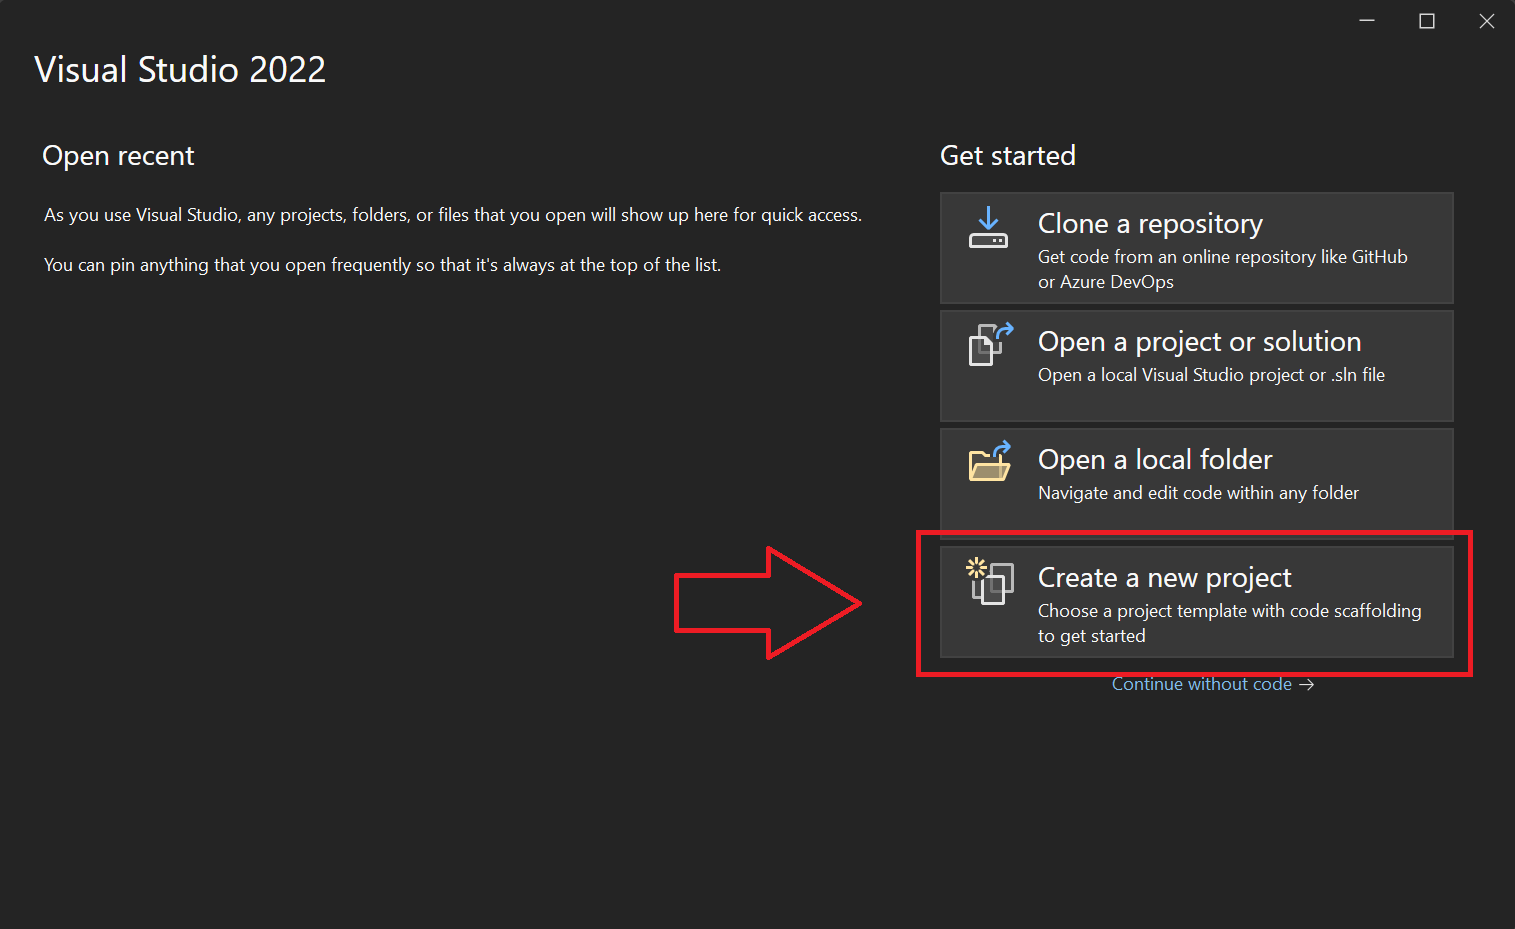 Visual Studio 2022
Open recent
As you use Visual Studio, any projects, folders, or files that you open will show up here for quick access.
You can pin anything that you open frequently so that it's always at the top of the list.
Get started
Clone a repository
Get code from an online repository like GitHub
or Azure DevOps
Open a project or solution
Open a local Visual Studio project or .sln file
Open a local folder
Navigate and edit code within any folder
Create a new project
Choose a project template with code scaffolding
to get started
Continue without code →